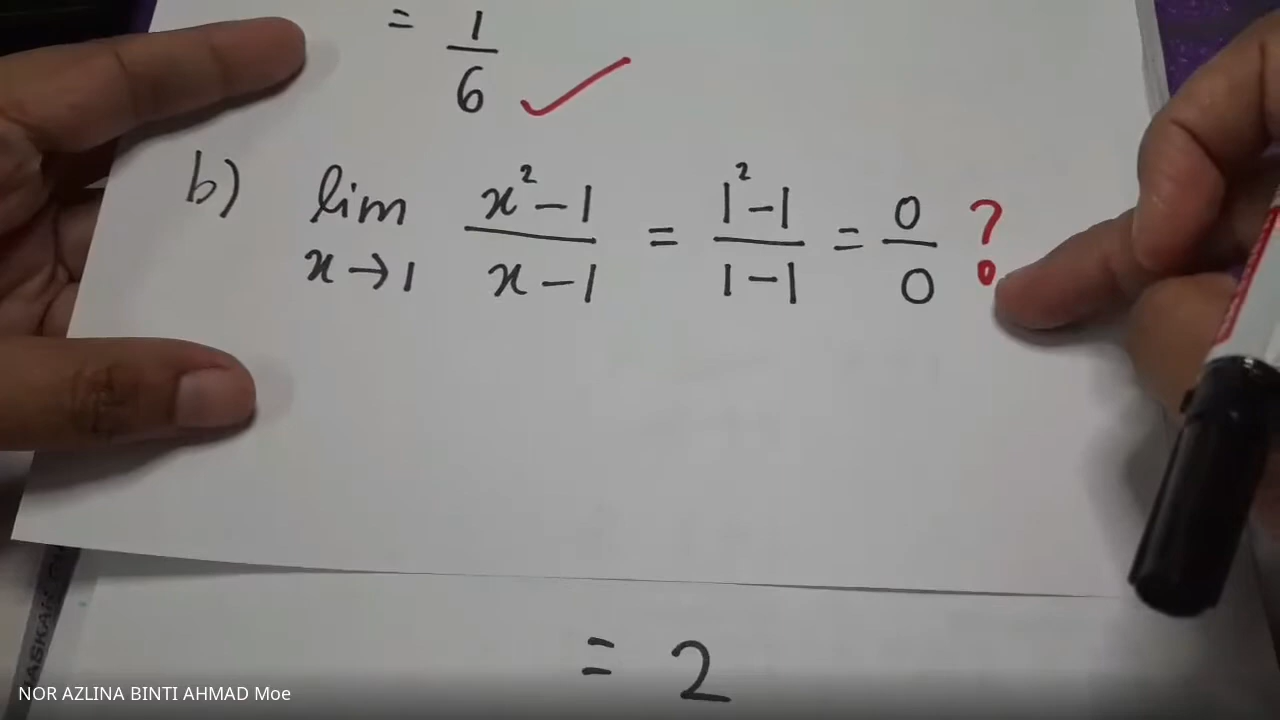 = 1/6 ✓
b) lim x→1 x²-1/x-1 = 1²-1/1-1 = 0/0 ?
= 2
NOR AZLINA BINTI AHMAD Moe